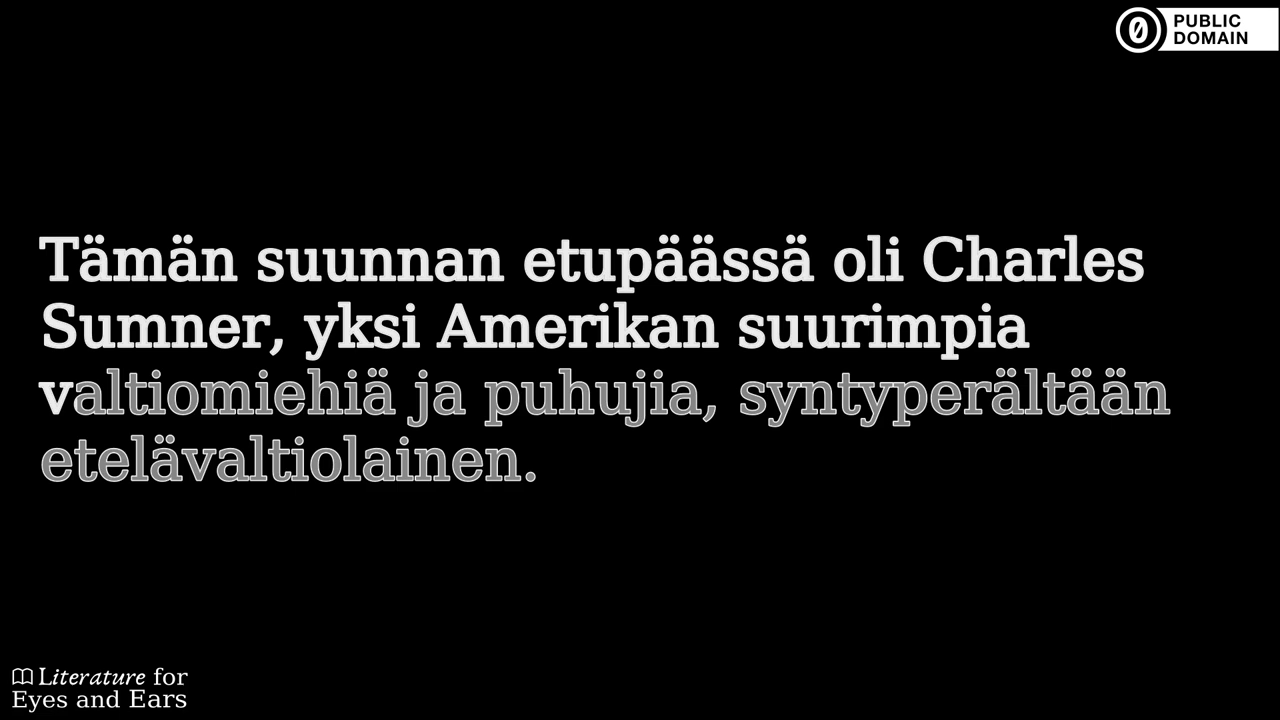 PUBLIC
DOMAIN
Tämän suunnan etupäässä oli Charles
Sumner, yksi Amerikan suurimpia
valtiomiehiä ja puhujia, syntyperältään
etelävaltiolainen.
Literature for
Eyes and Ears